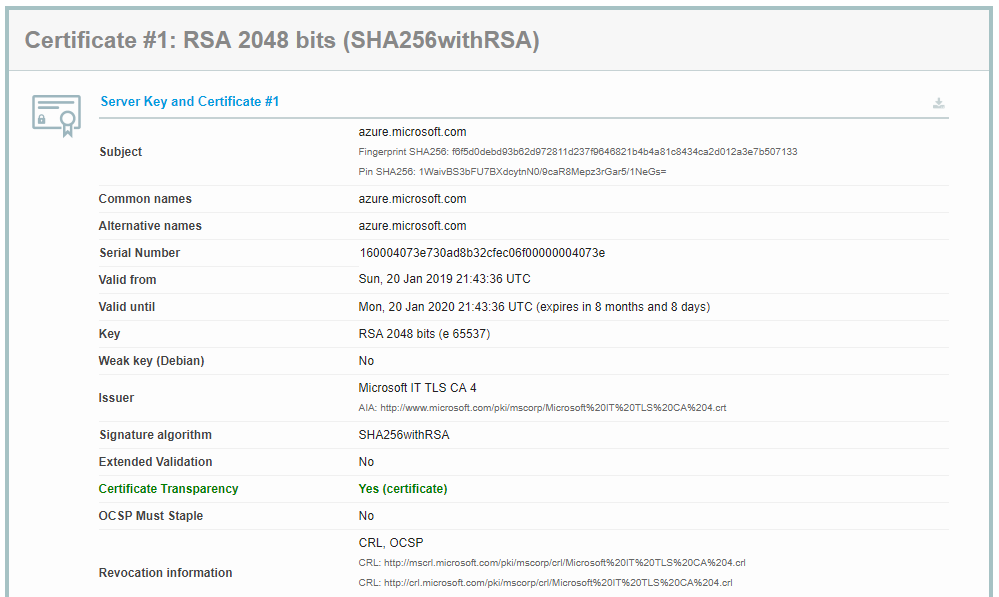 Certificate #1: RSA 2048 bits (SHA256withRSA)
Server Key and Certificate #1
Subject
azure.microsoft.com
Fingerprint SHA256: f6f5d0debd93b62d972811d237f9646821b4b4a81c8434ca2d012a3e7b507133
Pin SHA256: 1WaivBS3bFU7BXdcytnN0/9caR8Mepz3rGar5/1NeGs=
Common names azure.microsoft.com
Alternative names azure.microsoft.com
Serial Number 160004073e730ad8b32cfec06f00000004073e
Valid from Sun, 20 Jan 2019 21:43:36 UTC
Valid until Mon, 20 Jan 2020 21:43:36 UTC (expires in 8 months and 8 days)
Key RSA 2048 bits (e 65537)
Weak key (Debian) No
Issuer
Microsoft IT TLS CA 4
AIA: http://www.microsoft.com/pki/mscorp/Microsoft%20IT%20TLS%20CA%204.crt
Signature algorithm SHA256withRSA
Extended Validation No
Certificate Transparency Yes (certificate)
OCSP Must Staple No
Revocation information
CRL, OCSP
CRL: http://mscrl.microsoft.com/pki/mscorp/crl/Microsoft%20IT%20TLS%20CA%204.crl
CRL: http://crl.microsoft.com/pki/mscorp/crl/Microsoft%20IT%20TLS%20CA%204.crl